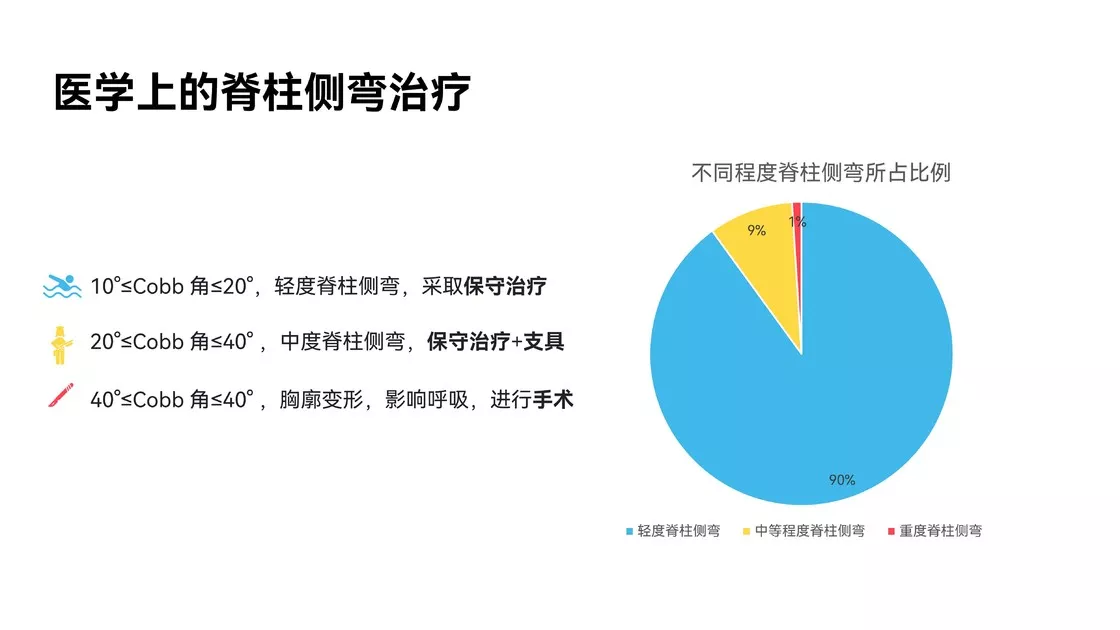 医学上的脊柱侧弯治疗
10°≤Cobb 角≤20°，轻度脊柱侧弯，采取保守治疗
20°≤Cobb 角≤40° ，中度脊柱侧弯，保守治疗+支具
40°≤Cobb 角≤40° ，胸廓变形，影响呼吸，进行手术
不同程度脊柱侧弯所占比例
9%
1%
90%
轻度脊柱侧弯 中等程度脊柱侧弯 重度脊柱侧弯